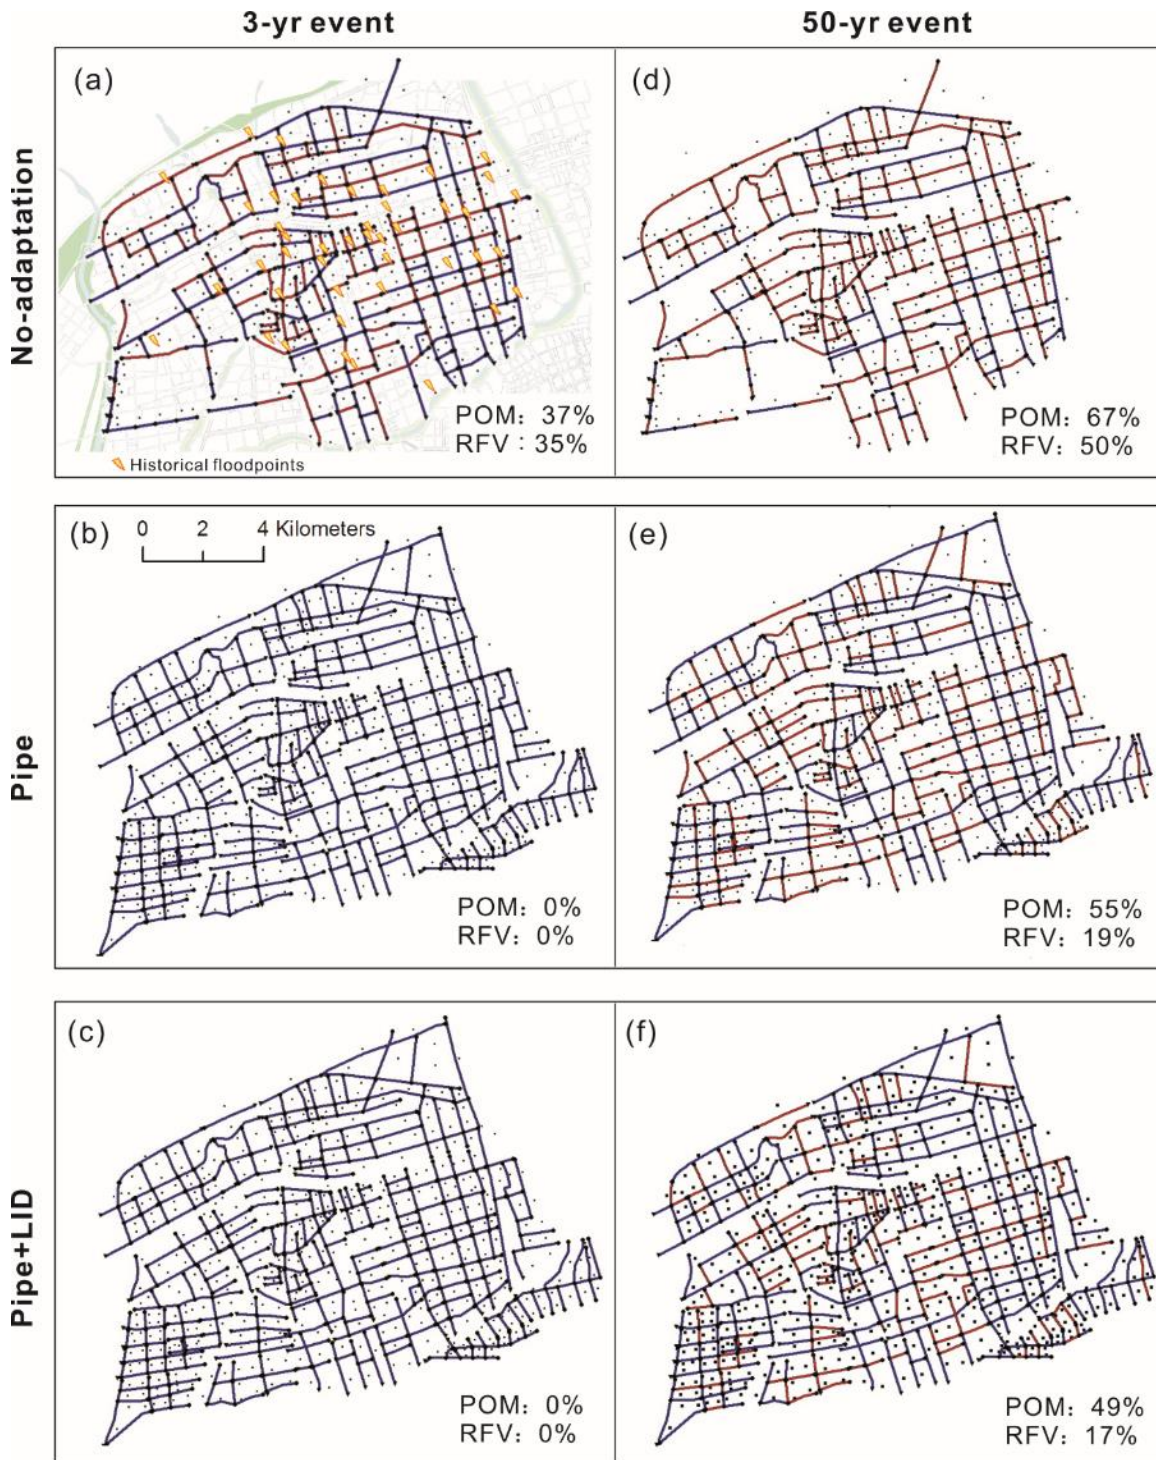 3-yr event
50-yr event
No-adaptation
(a)
POM: 37%
RFV : 35%
Historical floodpoints
(d)
POM: 67%
RFV: 50%
Pipe
(b)
0 2 4 Kilometers
POM: 0%
RFV: 0%
(e)
POM: 55%
RFV: 19%
Pipe+LID
(c)
POM: 0%
RFV: 0%
(f)
POM: 49%
RFV: 17%